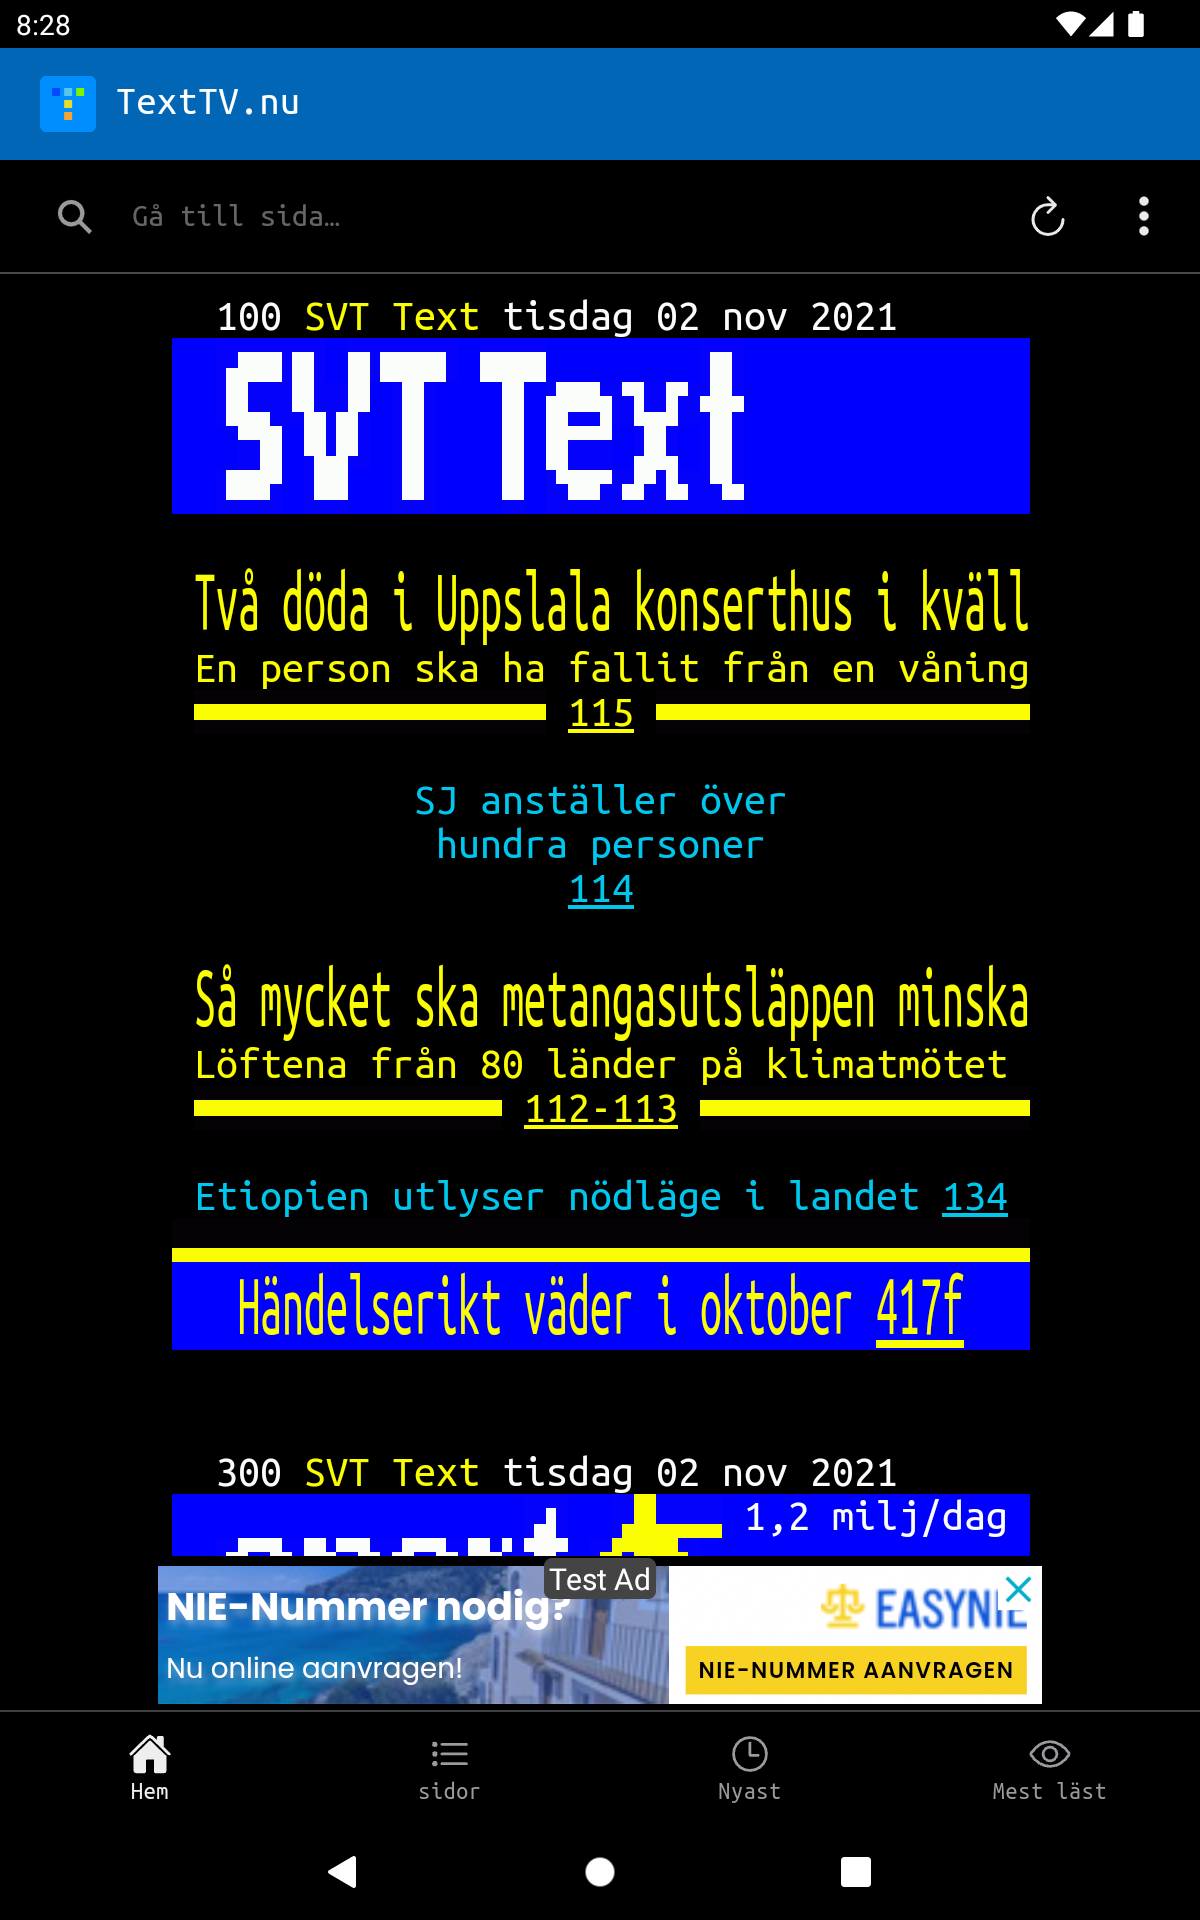 8:28
TextTV.nu
Gå till sida…
100 SVT Text tisdag 02 nov 2021
SVT Text
Två döda i Uppslala konserthus i kväll
En person ska ha fallit från en våning
115
SJ anställer över
hundra personer
114
Så mycket ska metangasutsläppen minska
Löftena från 80 länder på klimatmötet
112-113
Etiopien utlyser nödläge i landet 134
Händelserikt väder i oktober 417f
300 SVT Text tisdag 02 nov 2021
1,2 milj/dag
Test Ad
NIE-Nummer nodig?
Nu online aanvragen!
EASYNIE
NIE-NUMMER AANVRAGEN
Hem
sidor
Nyast
Mest läst